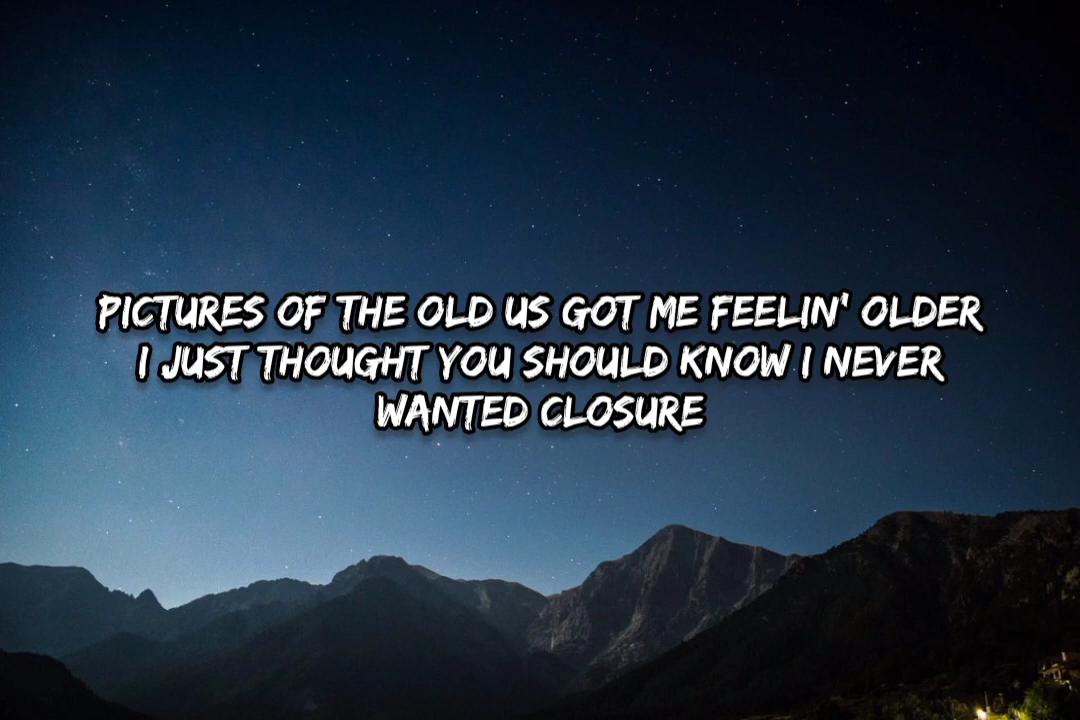 PICTURES OF THE OLD US GOT ME FEELIN' OLDER
I JUST THOUGHT YOU SHOULD KNOW I NEVER
WANTED CLOSURE